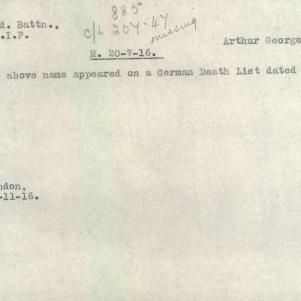 d. Battn.,
.I.F.
885
c/L 207-47
missing
Arthur George
M. 20-7-16.
above name appeared on a German Death List dated
ndon,
-11-16.